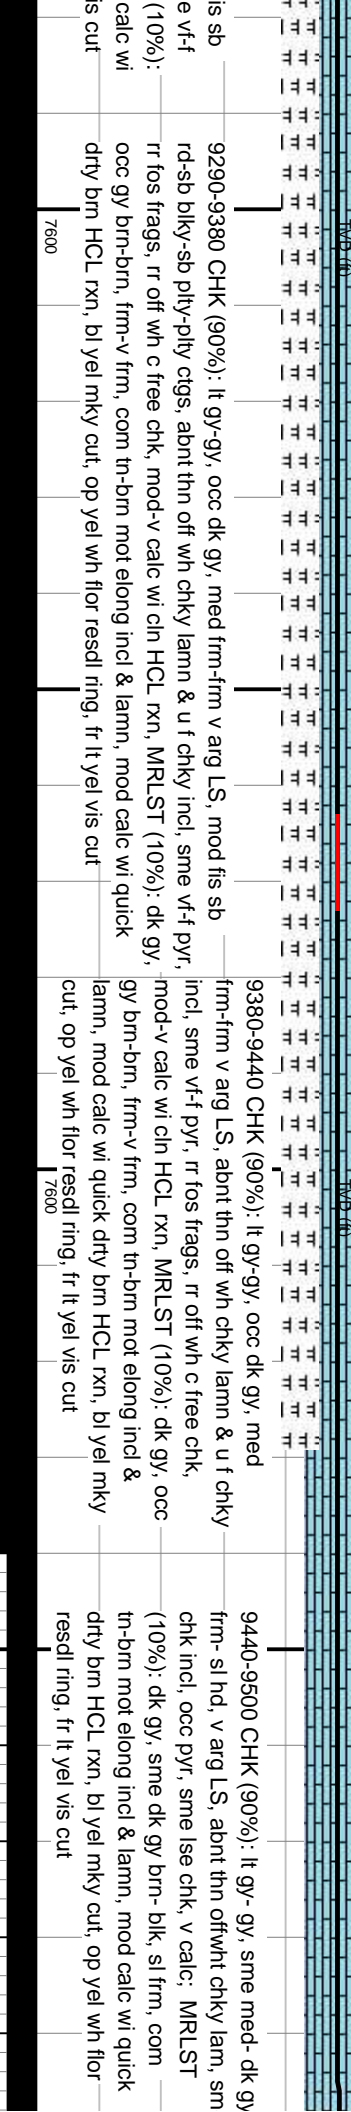 is sb
e vf-f
(10%):
calc wi
is cut
TVD (ft)
9290-9380 CHK (90%): lt gy-gy, occ dk gy, med frm-frm v arg LS, mod fis sb
rd-sb blky-sb plty-plty ctgs, abnt thn off wh chky lamn & u f chky incl, sme vf-f pyr,
rr fos frags, rr off wh c free chk, mod-v calc wi cln HCL rxn, MRLST (10%): dk gy,
occ gy brn-brn, frm-v frm, com tn-brn mot elong incl & lamn, mod calc wi quick
drty brn HCL rxn, bl yel mky cut, op yel wh flor resdl ring, fr lt yel vis cut
7600
TVD (ft)
9380-9440 CHK (90%): lt gy-gy, occ dk gy, med
frm-frm v arg LS, abnt thn off wh chky lamn & u f chky
incl, sme vf-f pyr, rr fos frags, rr off wh c free chk,
mod-v calc wi cln HCL rxn, MRLST (10%): dk gy, occ
gy brn-brn, frm-v frm, com tn-brn mot elong incl &
lamn, mod calc wi quick drty brn HCL rxn, bl yel mky
cut, op yel wh flor resdl ring, fr lt yel vis cut
7600
9440-9500 CHK (90%): lt gy- gy, sme med- dk gy
frm- sl hd, v arg LS, abnt thn offwht chky lam, sm
chk incl, occ pyr, sme lse chk, v calc;  MRLST
(10%): dk gy, sme dk gy brn- blk, sl frm, com
tn-brn mot elong incl & lamn, mod calc wi quick
drty brn HCL rxn, bl yel mky cut, op yel wh flor
resdl ring, fr lt yel vis cut